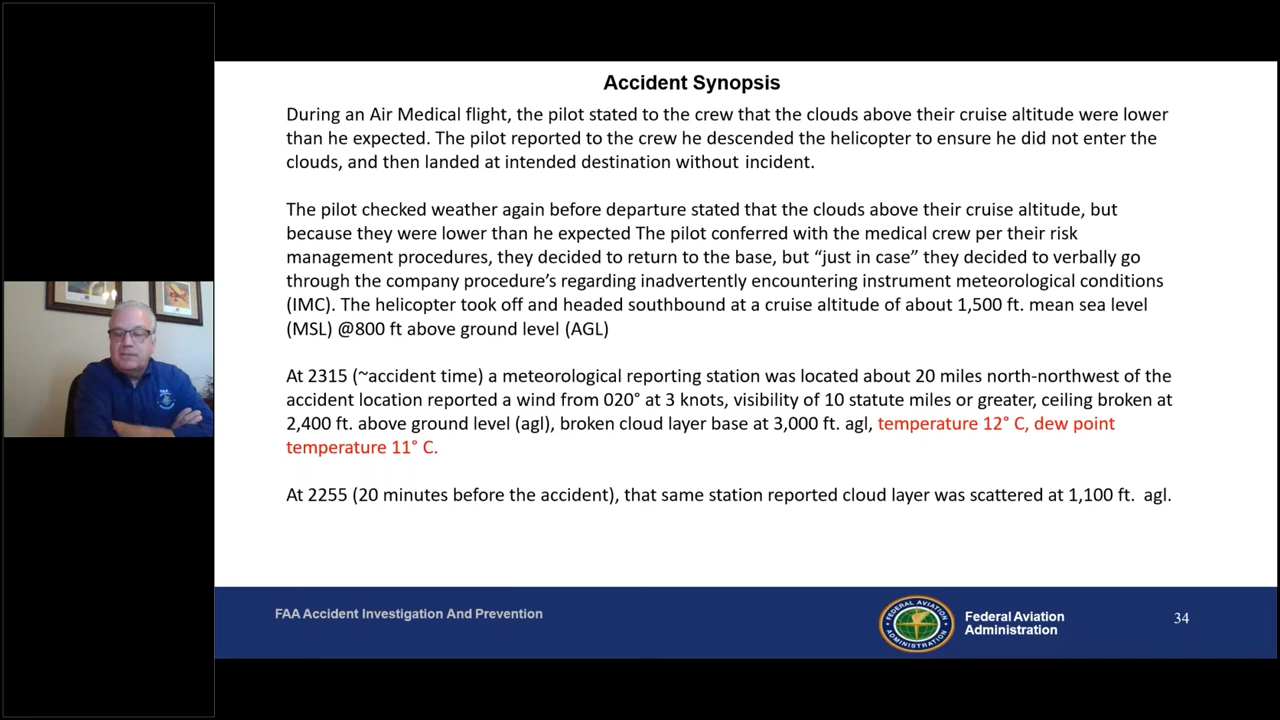 Accident Synopsis
During an Air Medical flight, the pilot stated to the crew that the clouds above their cruise altitude were lower
than he expected. The pilot reported to the crew he descended the helicopter to ensure he did not enter the
clouds, and then landed at intended destination without incident.
The pilot checked weather again before departure stated that the clouds above their cruise altitude, but
because they were lower than he expected The pilot conferred with the medical crew per their risk
management procedures, they decided to return to the base, but “just in case” they decided to verbally go
through the company procedure’s regarding inadvertently encountering instrument meteorological conditions
(IMC). The helicopter took off and headed southbound at a cruise altitude of about 1,500 ft. mean sea level
(MSL) @800 ft above ground level (AGL)
At 2315 (~accident time) a meteorological reporting station was located about 20 miles north-northwest of the
accident location reported a wind from 020° at 3 knots, visibility of 10 statute miles or greater, ceiling broken at
2,400 ft. above ground level (agl), broken cloud layer base at 3,000 ft. agl, temperature 12° C, dew point
temperature 11° C.
At 2255 (20 minutes before the accident), that same station reported cloud layer was scattered at 1,100 ft. agl.
FAA Accident Investigation And Prevention
FEDERAL AVIATION
ADMINISTRATION
Federal Aviation
Administration
34